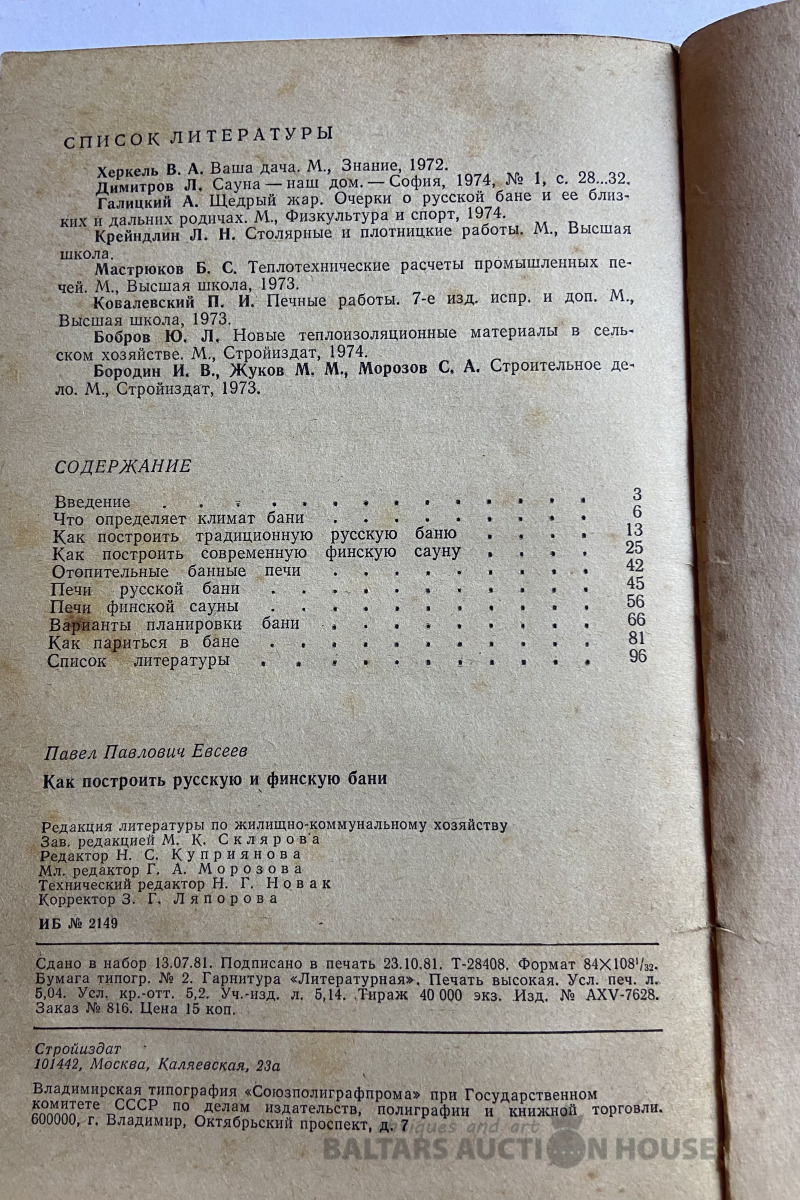 СПИСОК ЛИТЕРАТУРЫ
Херкель В. А. Ваша дача. М., Знание, 1972.
Димитров Л. Сауна — наш дом. — София, 1974, № 1, с. 28...32.
Галицкий А. Щедрый жар. Очерки о русской бане и ее близ-
ких и дальних родичах. М., Физкультура и спорт, 1974.
Крейндлин Л. Н. Столярные и плотницкие работы. М., Высшая
школа.
Мастрюков Б. С. Теплотехнические расчеты промышленных пе-
чей. М., Высшая школа, 1973.
Ковалевский П. И. Печные работы. 7-е изд. испр. и доп. М.,
Высшая школа, 1973.
Бобров Ю. Л. Новые теплоизоляционные материалы в сель-
ском хозяйстве. М., Стройиздат, 1974.
Бородин И. В., Жуков М. М., Морозов С. А. Строительное де-
ло. М., Стройиздат, 1973.
СОДЕРЖАНИЕ
Введение . . . . . . . . . . . . . 3
Что определяет климат бани . . . . . . . . 6
Как построить традиционную русскую баню . . . . 13
Как построить современную финскую сауну . . . . 25
Отопительные банные печи . . . . . . . . 42
Печи русской бани . . . . . . . . . . 45
Печи финской сауны . . . . . . . . . . 56
Варианты планировки бани . . . . . . . . 66
Как париться в бане . . . . . . . . . . 81
Список литературы . . . . . . . . . . 96
Павел Павлович Евсеев
Как построить русскую и финскую бани
Редакция литературы по жилищно-коммунальному хозяйству
Зав. редакцией М. К. Склярова
Редактор Н. С. Куприянова
Мл. редактор Г. А. Морозова
Технический редактор Н. Г. Новак
Корректор З. Г. Ляпорова
ИБ № 2149
Сдано в набор 13.07.81. Подписано в печать 23.10.81. Т-28408. Формат 84×108¹/₃₂.
Бумага типогр. № 2. Гарнитура «Литературная». Печать высокая. Усл. печ. л.
5,04. Усл. кр.-отт. 5,2. Уч.-изд. л. 5,14. Тираж 40 000 экз. Изд. № АХV-7628.
Заказ № 816. Цена 15 коп.
Стройиздат
101442, Москва, Каляевская, 23а
Владимирская типография «Союзполиграфпрома» при Государственном
комитете СССР по делам издательств, полиграфии и книжной торговли.
600000, г. Владимир, Октябрьский проспект, д. 7
antiques and art
BALTARS AUCTION HOUSE